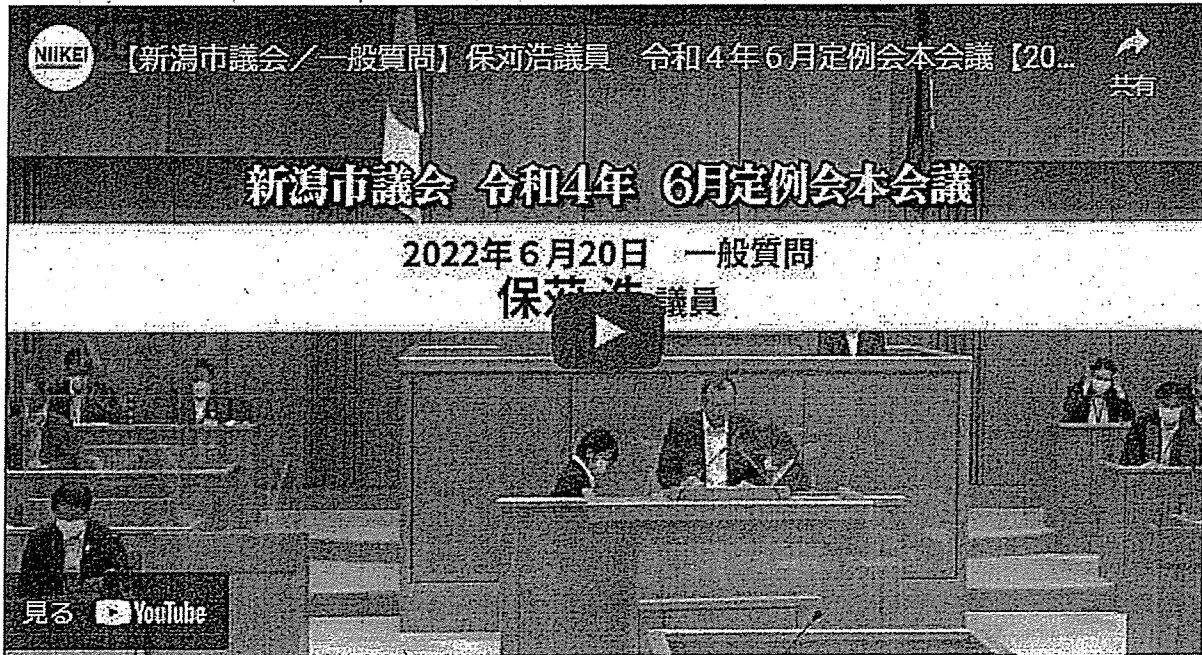 NIIKEI
【新潟市議会／一般質問】保苅浩議員　令和４年６月定例会本会議【20...
共有
新潟市議会 令和4年 6月定例会本会議
2022年６月20日　一般質問
保苅 浩 議員
見る YouTube